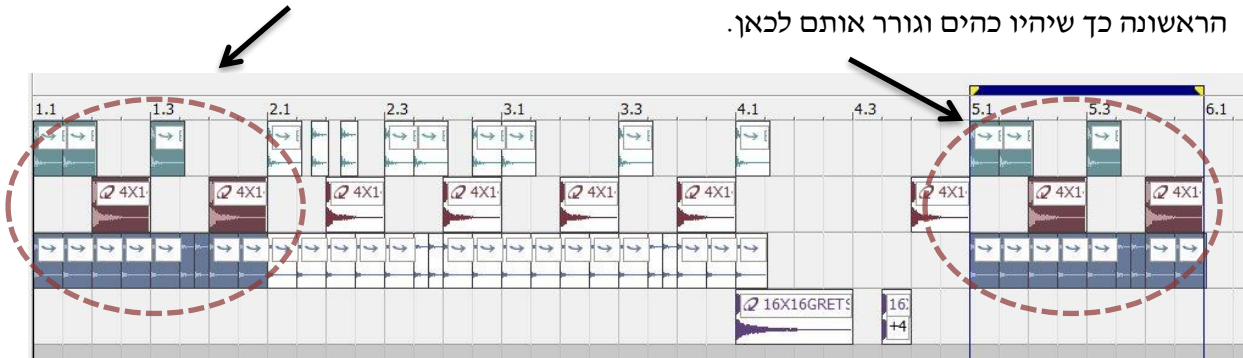 הראשונה כך שיהיו כהים וגורר אותם לכאן.
1.1 1.3 2.1 2.3 3.1 3.3 4.1 4.3 5.1 5.3 6.1
4X1 4X1 4X1 4X1 4X1 4X1 4X1 4X1 4X1
16X16GRETS 16
+4